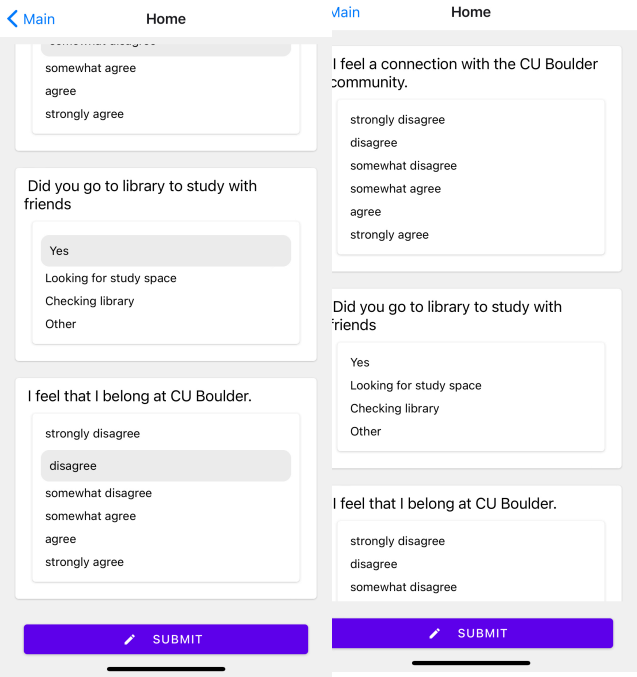 Main
Home
somewhat disagree
somewhat agree
agree
strongly agree
Did you go to library to study with
friends
Yes
Looking for study space
Checking library
Other
I feel that I belong at CU Boulder.
strongly disagree
disagree
somewhat disagree
somewhat agree
agree
strongly agree
SUBMIT
Main
Home
I feel a connection with the CU Boulder
community.
strongly disagree
disagree
somewhat disagree
somewhat agree
agree
strongly agree
Did you go to library to study with
friends
Yes
Looking for study space
Checking library
Other
I feel that I belong at CU Boulder.
strongly disagree
disagree
somewhat disagree
SUBMIT